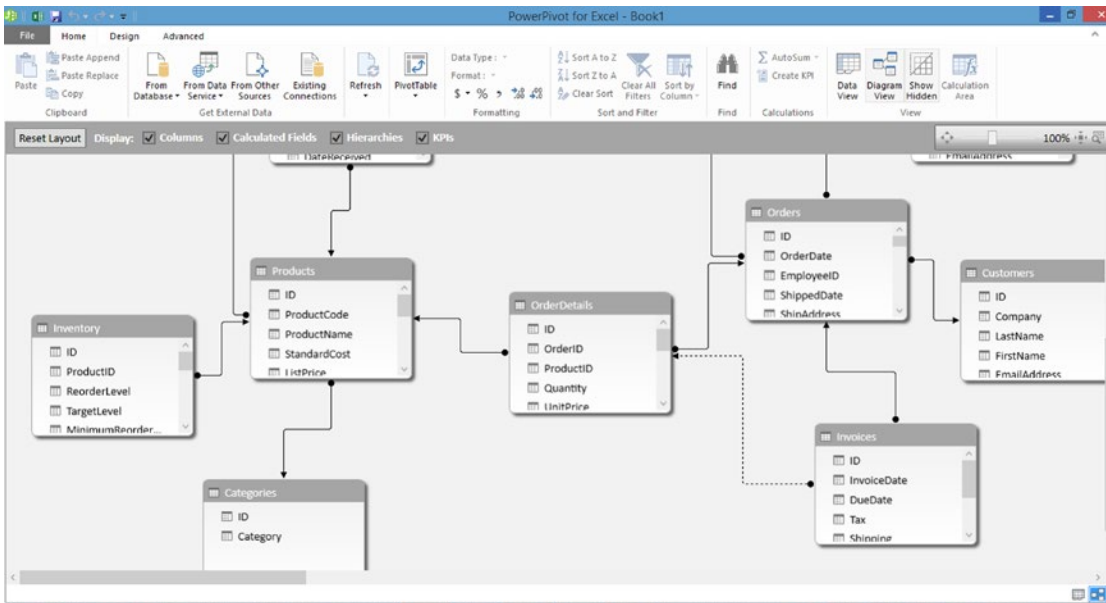 PowerPivot for Excel - Book1
File Home Design Advanced
Paste
Paste Append
Paste Replace
Copy
Clipboard
From Database
From Data Service
From Other Sources
Existing Connections
Get External Data
Refresh
PivotTable
Data Type :
Format :
$ % , .00 .00
Formatting
Sort A to Z
Sort Z to A
Clear Sort
Clear All Filters
Sort by Column
Sort and Filter
Find
Find
AutoSum
Create KPI
Calculations
Data View
Diagram View
Show Hidden
Calculation Area
View
Reset Layout Display: Columns Calculated Fields Hierarchies KPIs 100%
DateReceived
EmailAddress
Orders
ID
OrderDate
EmployeeID
ShippedDate
ShipAddress
Products
ID
ProductCode
ProductName
StandardCost
ListPrice
Customers
ID
Company
LastName
FirstName
EmailAddress
OrderDetails
ID
OrderID
ProductID
Quantity
UnitPrice
Inventory
ID
ProductID
ReorderLevel
TargetLevel
MinimumReorder...
Invoices
ID
InvoiceDate
DueDate
Tax
Shipping
Categories
ID
Category